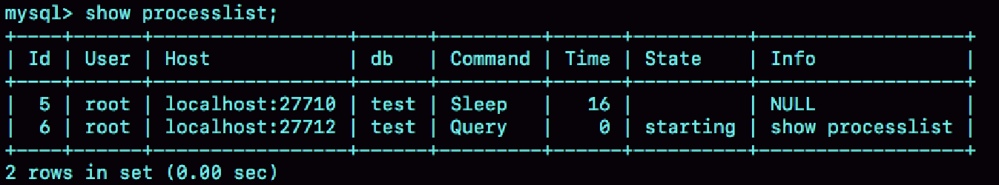 mysql> show processlist;
+----+------+-----------------+------+---------+------+----------+------------------+
| Id | User | Host            | db   | Command | Time | State    | Info             |
+----+------+-----------------+------+---------+------+----------+------------------+
|  5 | root | localhost:27710 | test | Sleep   |   16 |          | NULL             |
|  6 | root | localhost:27712 | test | Query   |    0 | starting | show processlist |
+----+------+-----------------+------+---------+------+----------+------------------+
2 rows in set (0.00 sec)